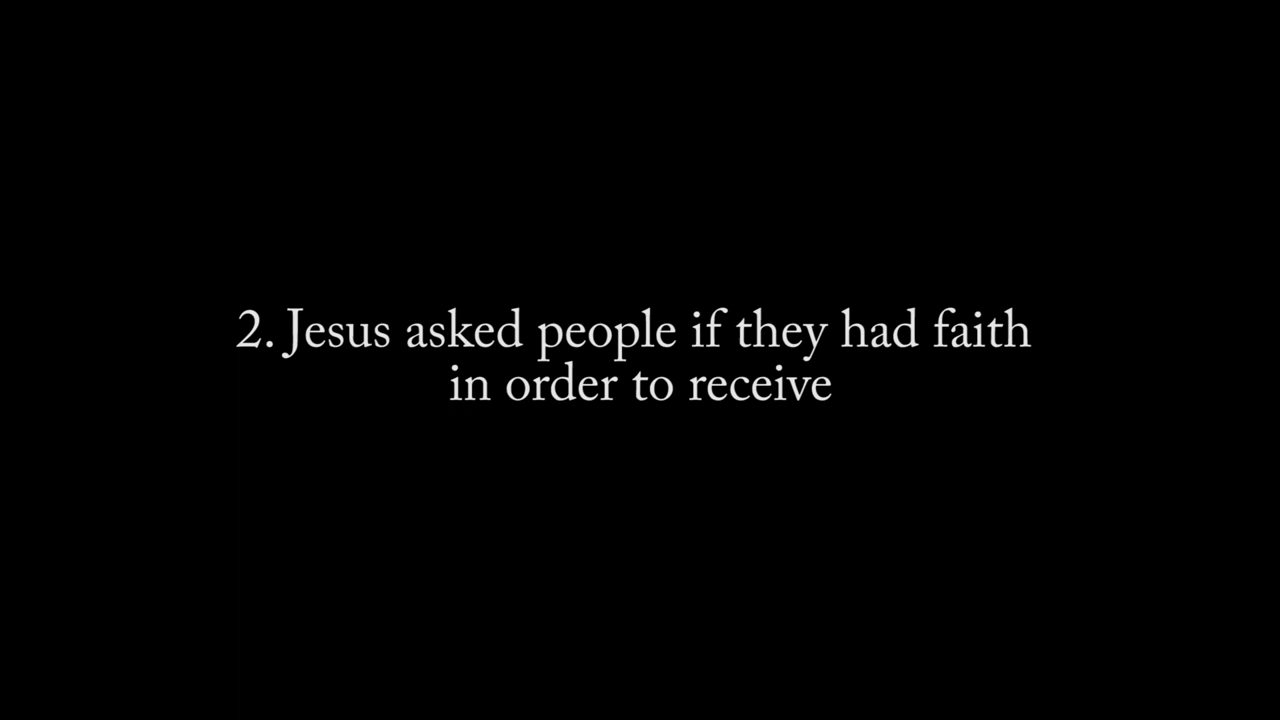 2. Jesus asked people if they had faith
in order to receive